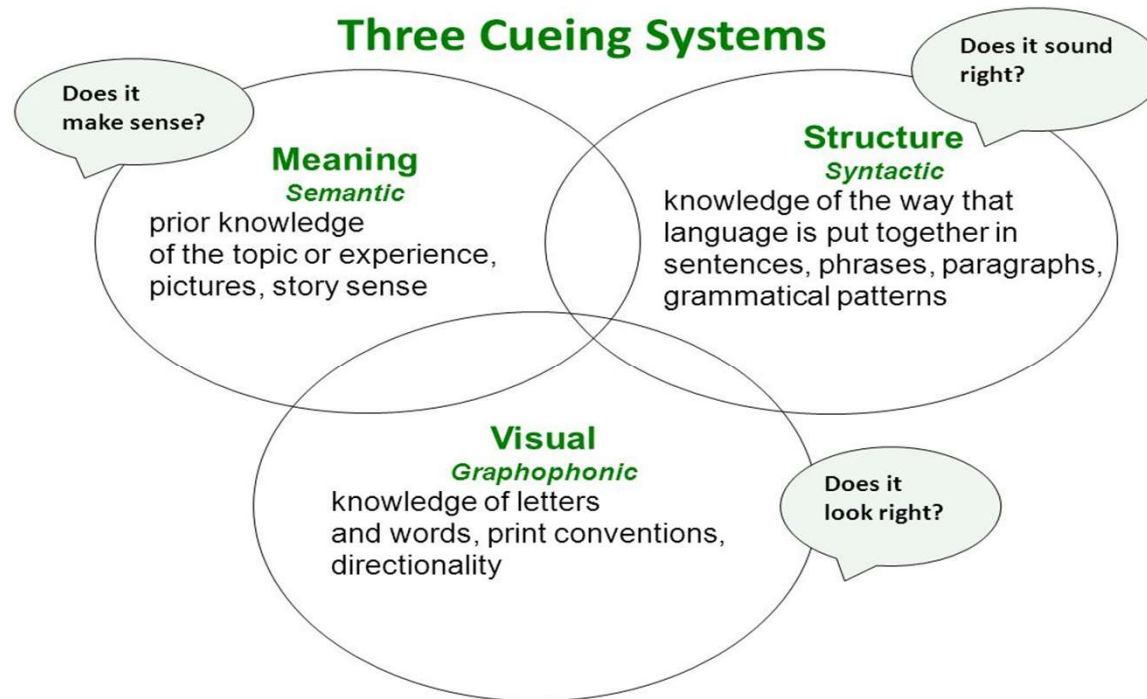 Three Cueing Systems
Does it
make sense?
Does it sound
right?
Meaning
Semantic
prior knowledge
of the topic or experience,
pictures, story sense
Structure
Syntactic
knowledge of the way that
language is put together in
sentences, phrases, paragraphs,
grammatical patterns
Visual
Graphophonic
knowledge of letters
and words, print conventions,
directionality
Does it
look right?